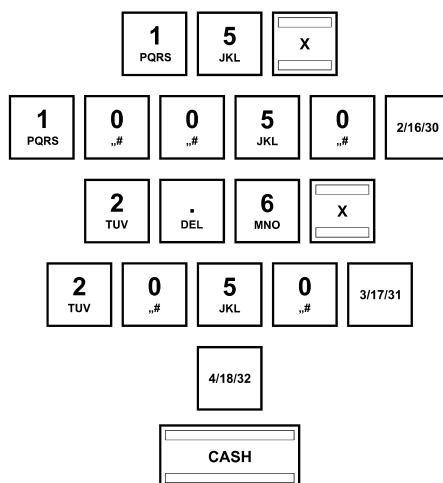 1 5 X
PQRS JKL
1 0 0 5 0 2/16/30
PQRS „# „# JKL „#
2 . 6 X
TUV DEL MNO
2 0 5 0 3/17/31
TUV „# JKL „#
4/18/32
CASH